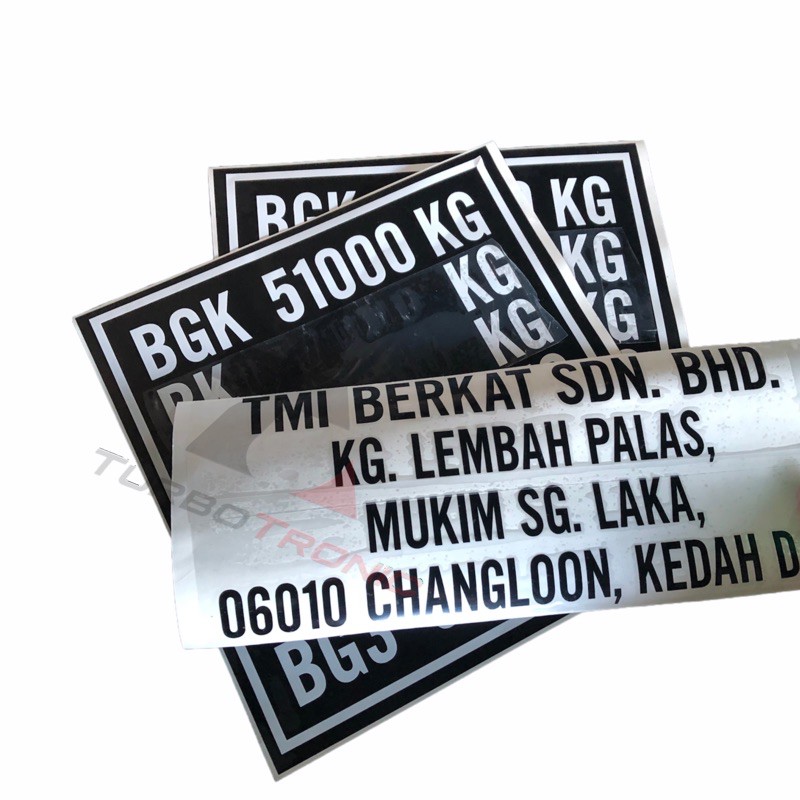 BGK KG
KG
KG
BGK 51000 KG
KG
KG
TMI BERKAT SDN. BHD.
KG. LEMBAH PALAS,
MUKIM SG. LAKA,
06010 CHANGLOON, KEDAH D
TURBOTRONIC